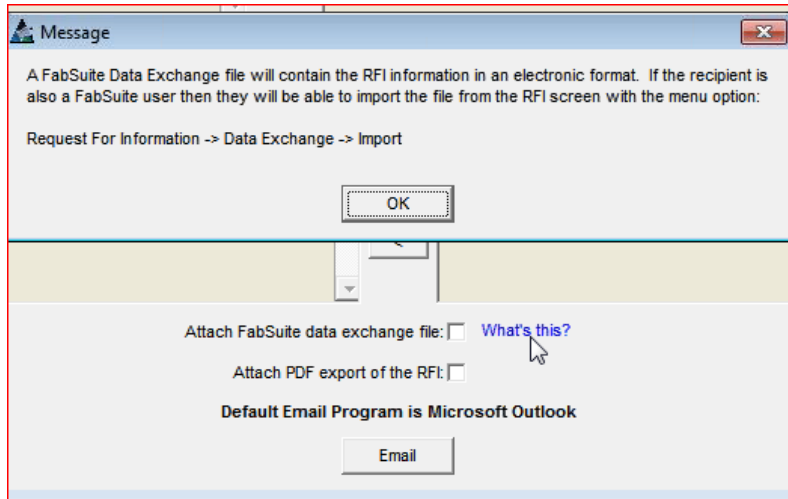 Message
A FabSuite Data Exchange file will contain the RFI information in an electronic format.  If the recipient is
also a FabSuite user then they will be able to import the file from the RFI screen with the menu option:
Request For Information -> Data Exchange -> Import
OK
<
Attach FabSuite data exchange file: What's this?
Attach PDF export of the RFI:
Default Email Program is Microsoft Outlook
Email